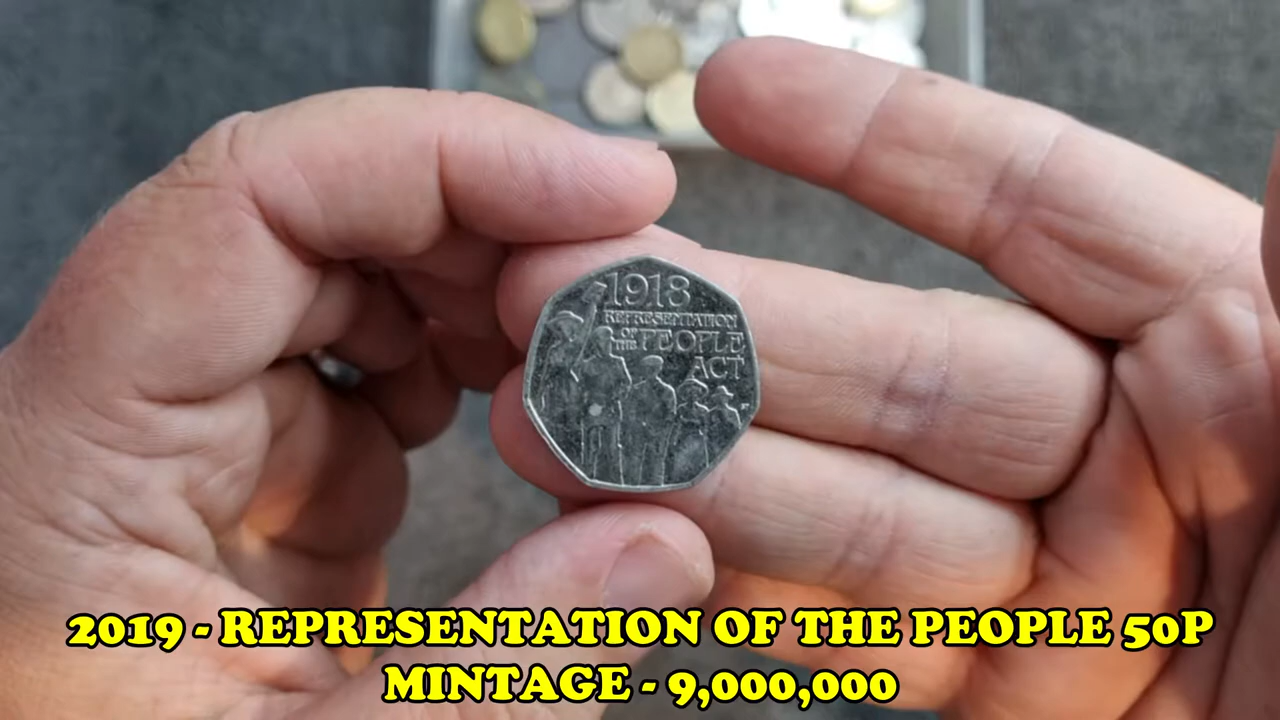 1918
REPRESENTATION
OF
THE PEOPLE
ACT
2019 - REPRESENTATION OF THE PEOPLE 50P
MINTAGE - 9,000,000